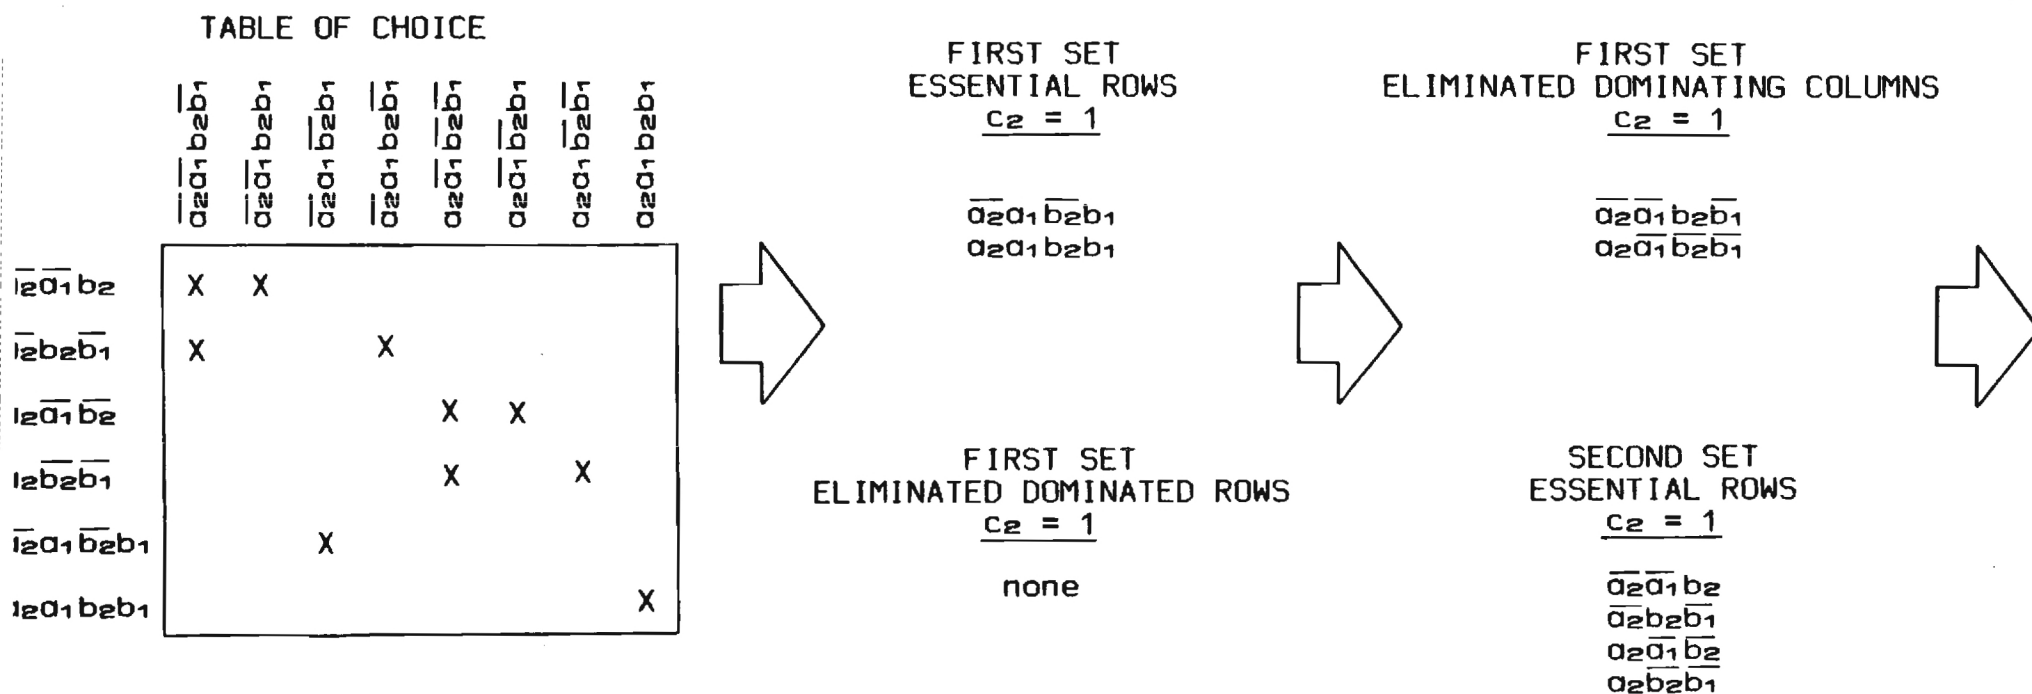 TABLE OF CHOICE
a̅₂a̅₁b₂b̅₁
a̅₂a̅₁b₂b₁
a̅₂a₁b̅₂b₁
a̅₂a₁b₂b̅₁
a₂a̅₁b̅₂b̅₁
a₂a̅₁b̅₂b₁
a₂a₁b̅₂b̅₁
a₂a₁b₂b₁
a̅₂a̅₁b₂ X X
a̅₂b₂b̅₁ X X
a₂a̅₁b̅₂ X X
a₂b̅₂b̅₁ X X
a̅₂a₁b̅₂b₁ X
a₂a₁b₂b₁ X
FIRST SET
ESSENTIAL ROWS
c₂ = 1
a̅₂a₁b̅₂b₁
a₂a₁b₂b₁
FIRST SET
ELIMINATED DOMINATED ROWS
c₂ = 1
none
FIRST SET
ELIMINATED DOMINATING COLUMNS
c₂ = 1
a̅₂a̅₁b₂b̅₁
a₂a̅₁b̅₂b̅₁
SECOND SET
ESSENTIAL ROWS
c₂ = 1
a̅₂a̅₁b₂
a̅₂b₂b̅₁
a₂a̅₁b̅₂
a₂b̅₂b̅₁